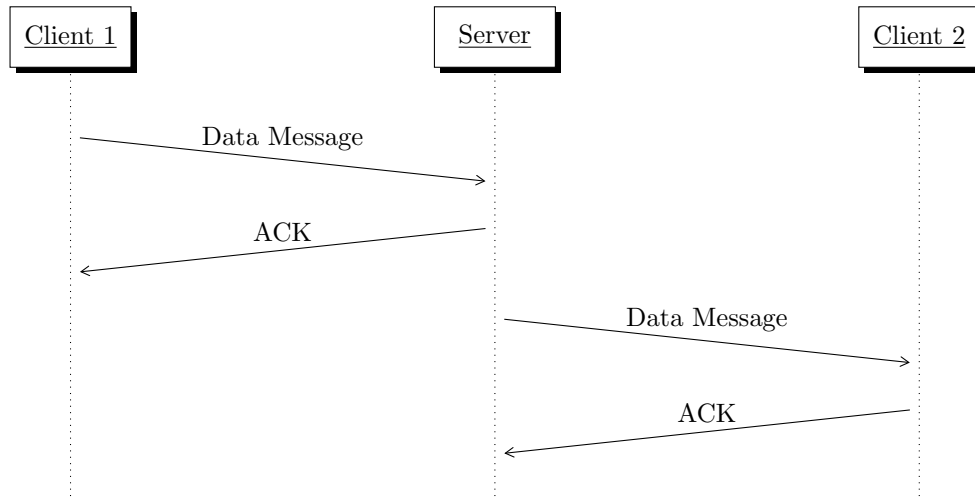 Client 1
Server
Client 2
Data Message
ACK
Data Message
ACK